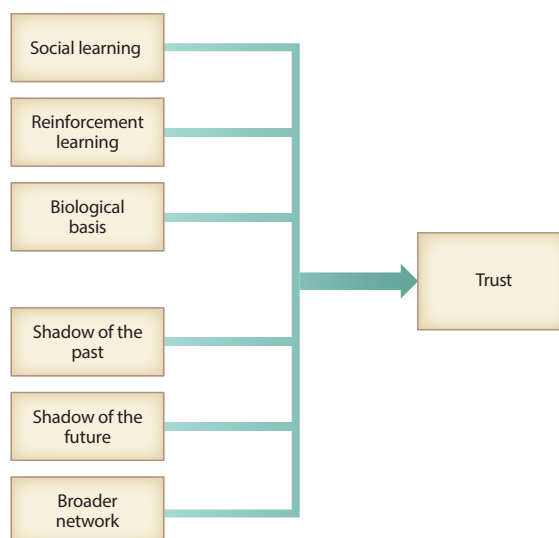 Social learning
Reinforcement
learning
Biological
basis
Shadow of the
past
Shadow of the
future
Broader
network
Trust